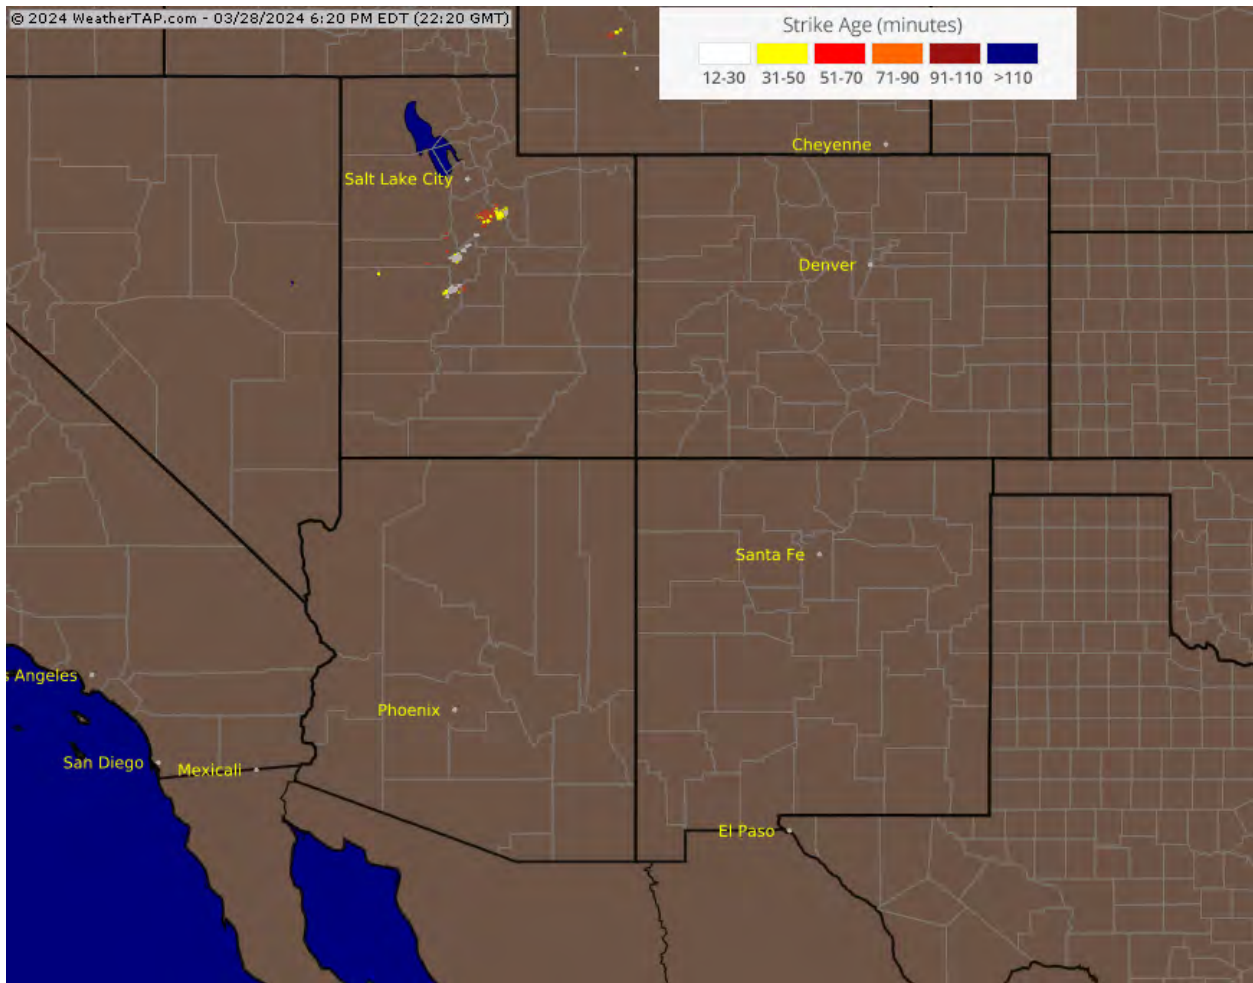 © 2024 WeatherTAP.com - 03/28/2024 6:20 PM EDT (22:20 GMT)
Strike Age (minutes)
12-30 31-50 51-70 71-90 91-110 >110
Cheyenne
Salt Lake City
Denver
Santa Fe
s Angeles
Phoenix
San Diego
Mexicali
El Paso